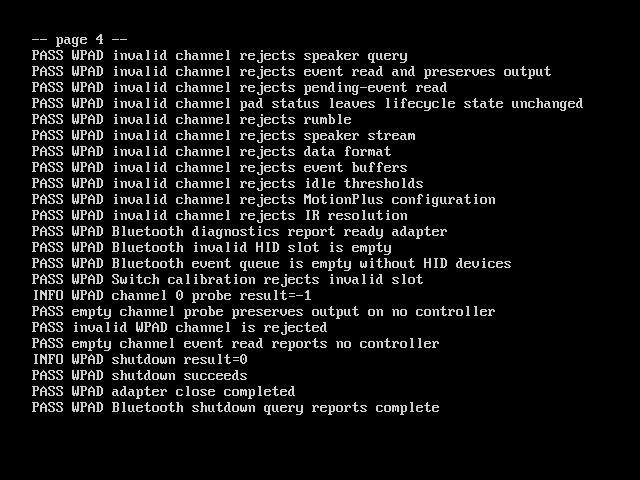 -- page 4 --
PASS WPAD invalid channel rejects speaker query
PASS WPAD invalid channel rejects event read and preserves output
PASS WPAD invalid channel rejects pending-event read
PASS WPAD invalid channel pad status leaves lifecycle state unchanged
PASS WPAD invalid channel rejects rumble
PASS WPAD invalid channel rejects speaker stream
PASS WPAD invalid channel rejects data format
PASS WPAD invalid channel rejects event buffers
PASS WPAD invalid channel rejects idle thresholds
PASS WPAD invalid channel rejects MotionPlus configuration
PASS WPAD invalid channel rejects IR resolution
PASS WPAD Bluetooth diagnostics report ready adapter
PASS WPAD Bluetooth invalid HID slot is empty
PASS WPAD Bluetooth event queue is empty without HID devices
PASS WPAD Switch calibration rejects invalid slot
INFO WPAD channel 0 probe result=-1
PASS empty channel probe preserves output on no controller
PASS invalid WPAD channel is rejected
PASS empty channel event read reports no controller
INFO WPAD shutdown result=0
PASS WPAD shutdown succeeds
PASS WPAD adapter close completed
PASS WPAD Bluetooth shutdown query reports complete